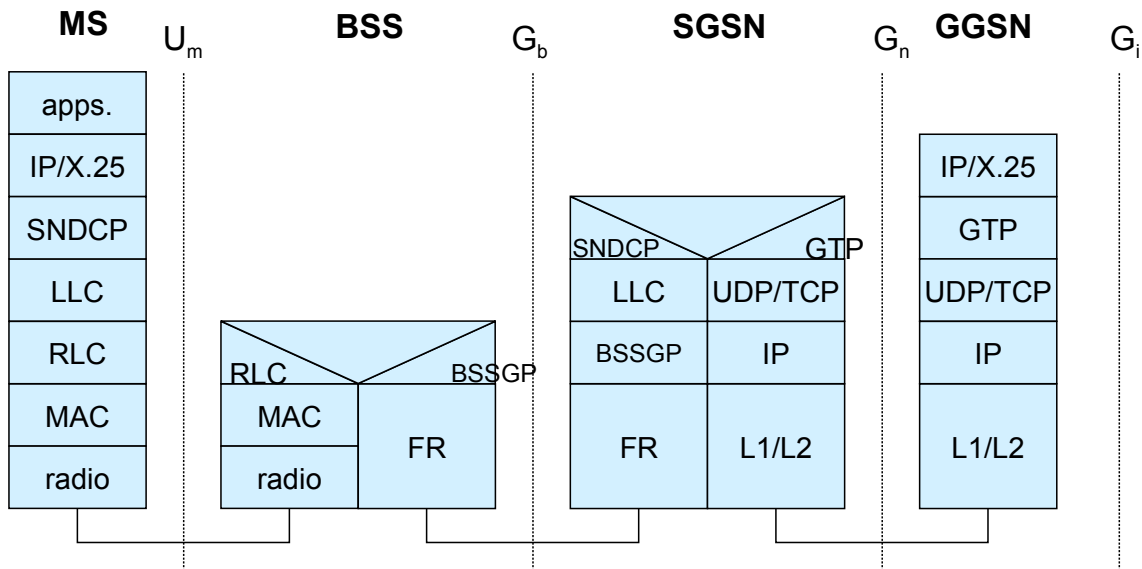 MS
BSS
SGSN
GGSN
Um
Gb
Gn
Gi
apps.
IP/X.25
SNDCP
LLC
RLC
MAC
radio
RLC
BSSGP
MAC
radio
FR
SNDCP
GTP
LLC
UDP/TCP
BSSGP
IP
FR
L1/L2
IP/X.25
GTP
UDP/TCP
IP
L1/L2